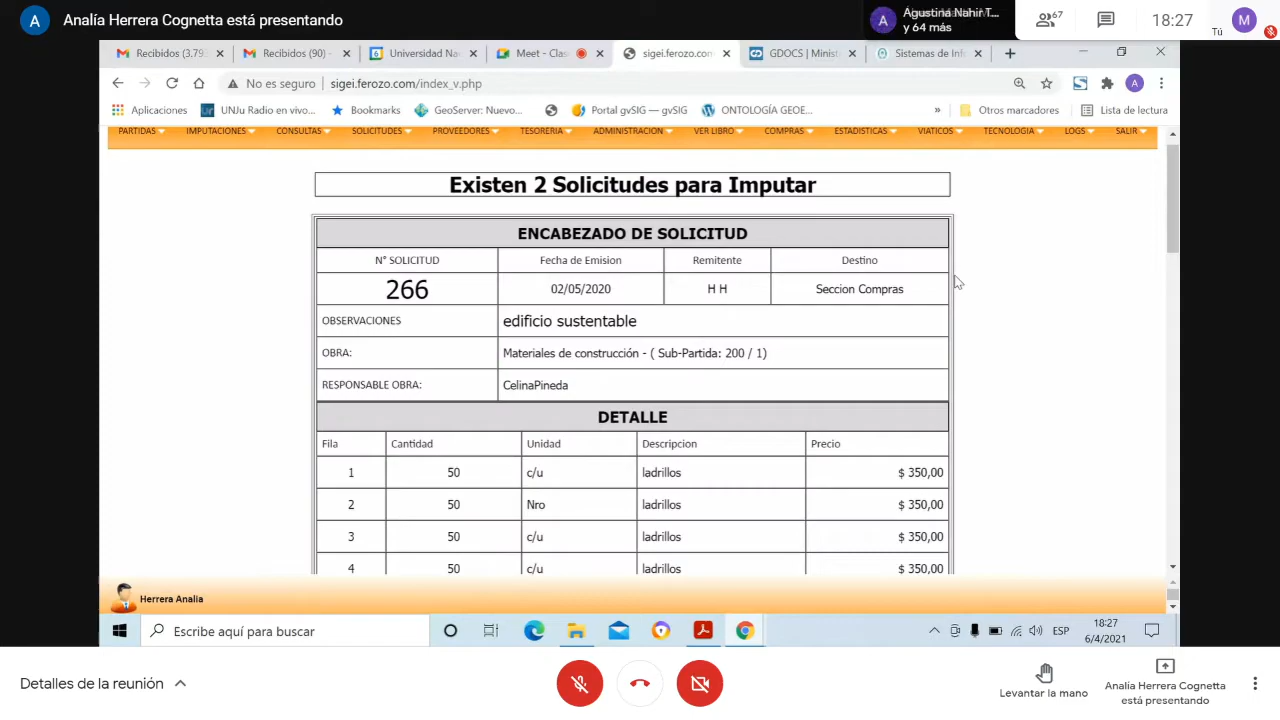 A Analía Herrera Cognetta está presentando
A Agustina Nahir T...
y 64 más
67
18:27
Tú
M
Recibidos (3.79
Recibidos (90) -
Universidad Na
Meet - Clas
sigei.ferozo.con
GDOCS | Minist
Sistemas de Inf
No es seguro | sigei.ferozo.com/index_v.php
A
Aplicaciones
UNJu Radio en vivo...
Bookmarks
GeoServer: Nuevo...
Portal gvSIG — gvSIG
ONTOLOGÍA GEOE...
»
Otros marcadores
Lista de lectura
PARTIDAS IMPUTACIONES CONSULTAS SOLICITUDES PROVEEDORES TESORERIA ADMINISTRACION VER LIBRO COMPRAS ESTADISTICAS VIATICOS TECNOLOGIA LOGS SALIR
Existen 2 Solicitudes para Imputar
ENCABEZADO DE SOLICITUD
N° SOLICITUD Fecha de Emision Remitente Destino
266 02/05/2020 H H Seccion Compras
OBSERVACIONES edificio sustentable
OBRA: Materiales de construcción - ( Sub-Partida: 200 / 1)
RESPONSABLE OBRA: CelinaPineda
DETALLE
Fila Cantidad Unidad Descripcion Precio
1 50 c/u ladrillos $ 350,00
2 50 Nro ladrillos $ 350,00
3 50 c/u ladrillos $ 350,00
4 50 c/u ladrillos $ 350,00
Herrera Analia
Escribe aquí para buscar
ESP
18:27
6/4/2021
Detalles de la reunión
Levantar la mano
Analía Herrera Cognetta
está presentando